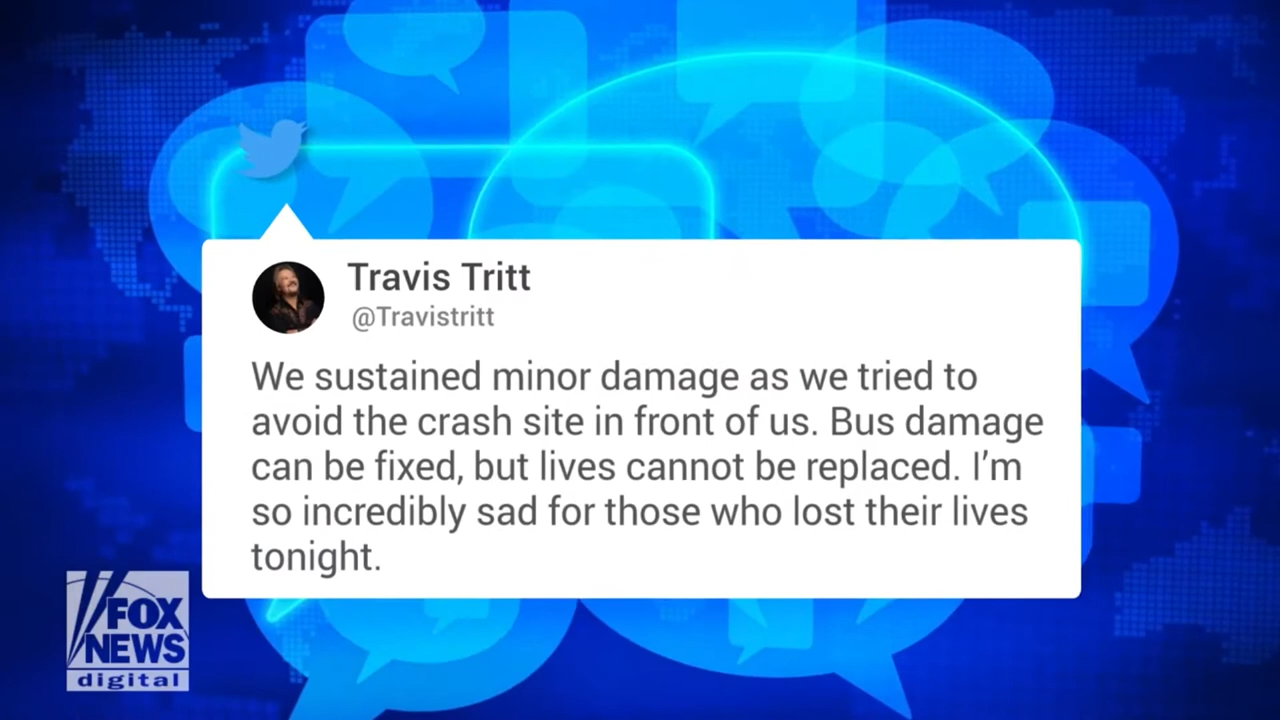 Travis Tritt
@Travistritt
We sustained minor damage as we tried to
avoid the crash site in front of us. Bus damage
can be fixed, but lives cannot be replaced. I’m
so incredibly sad for those who lost their lives
tonight.
FOX
NEWS
digital